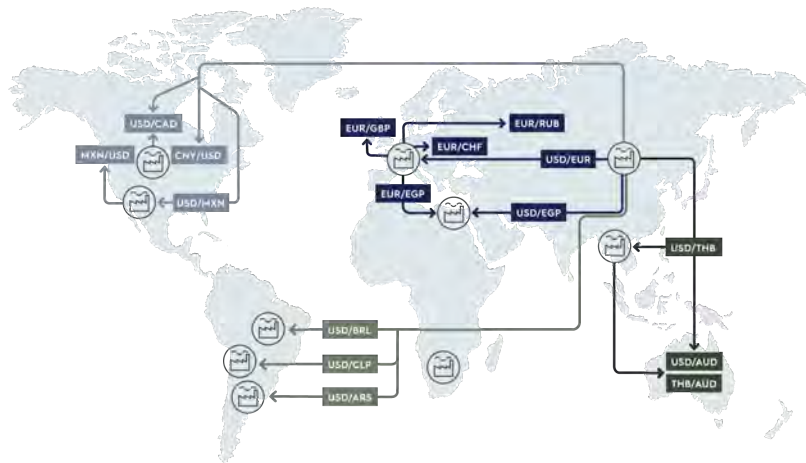 USD/CAD
MXN/USD
CNY/USD
USD/MXN
EUR/GBP
EUR/RUB
EUR/CHF
USD/EUR
EUR/EGP
USD/EGP
USD/THB
USD/BRL
USD/CLP
USD/ARS
USD/AUD
THB/AUD